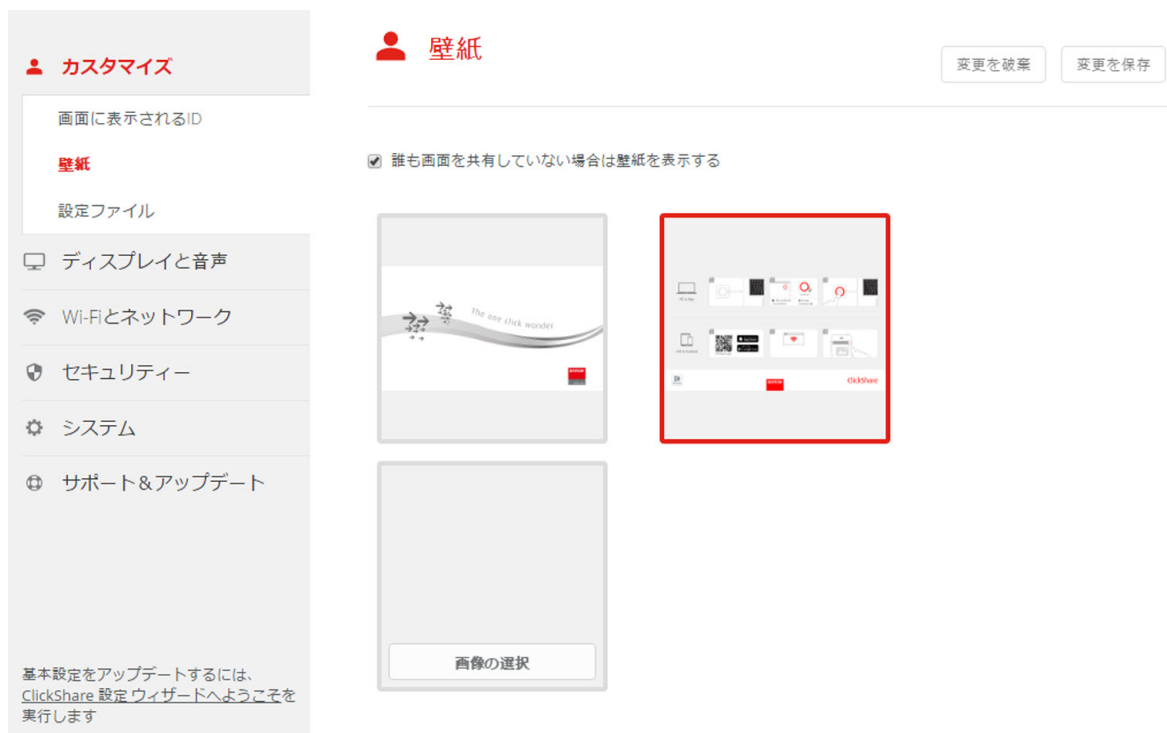 カスタマイズ
画面に表示されるID
壁紙
設定ファイル
ディスプレイと音声
Wi-Fiとネットワーク
セキュリティー
システム
サポート＆アップデート
基本設定をアップデートするには、
ClickShare 設定 ウィザードへようこそを
実行します
壁紙
変更を破棄
変更を保存
誰も画面を共有していない場合は壁紙を表示する
The one click wonder
ClickShare
画像の選択